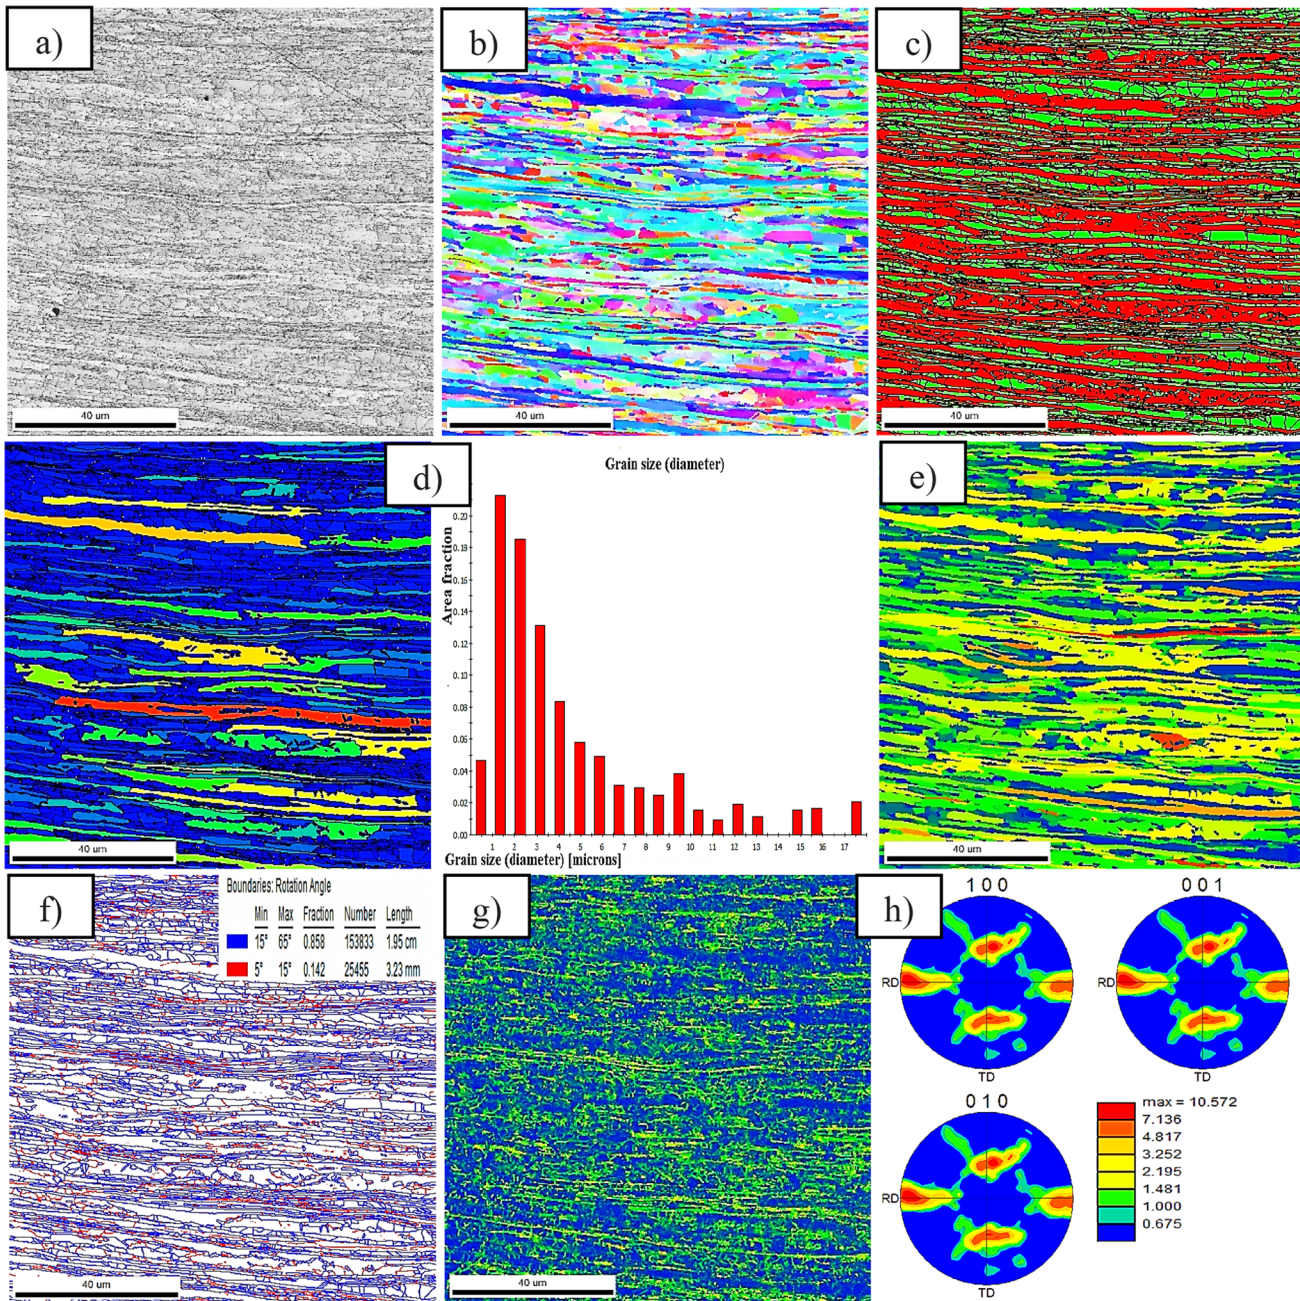 a)
b)
c)
40 um
40 um
40 um
d)
Grain size (diameter)
e)
Area fraction
0.20
0.18
0.16
0.14
0.12
0.10
0.08
0.06
0.04
0.02
0.00
1 2 3 4 5 6 7 8 9 10 11 12 13 14 15 16 17
Grain size (diameter) [microns]
40 um
40 um
f)
Boundaries: Rotation Angle
Min Max Fraction Number Length
15° 65° 0.858 153833 1.95 cm
5° 15° 0.142 25455 3.23 mm
40 um
g)
40 um
h)
1 0 0
0 0 1
RD
RD
TD
TD
0 1 0
RD
TD
max = 10.572
7.136
4.817
3.252
2.195
1.481
1.000
0.675